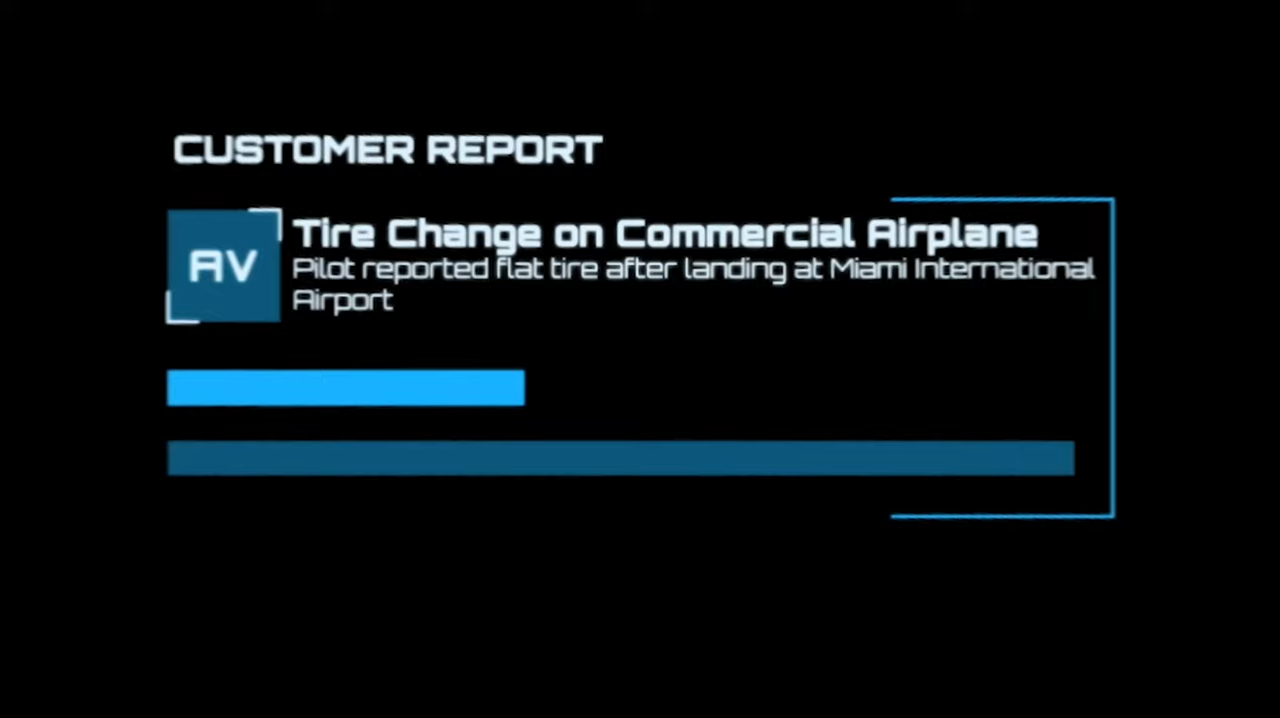 CUSTOMER REPORT
AV
Tire Change on Commercial Airplane
Pilot reported flat tire after landing at Miami International
Airport